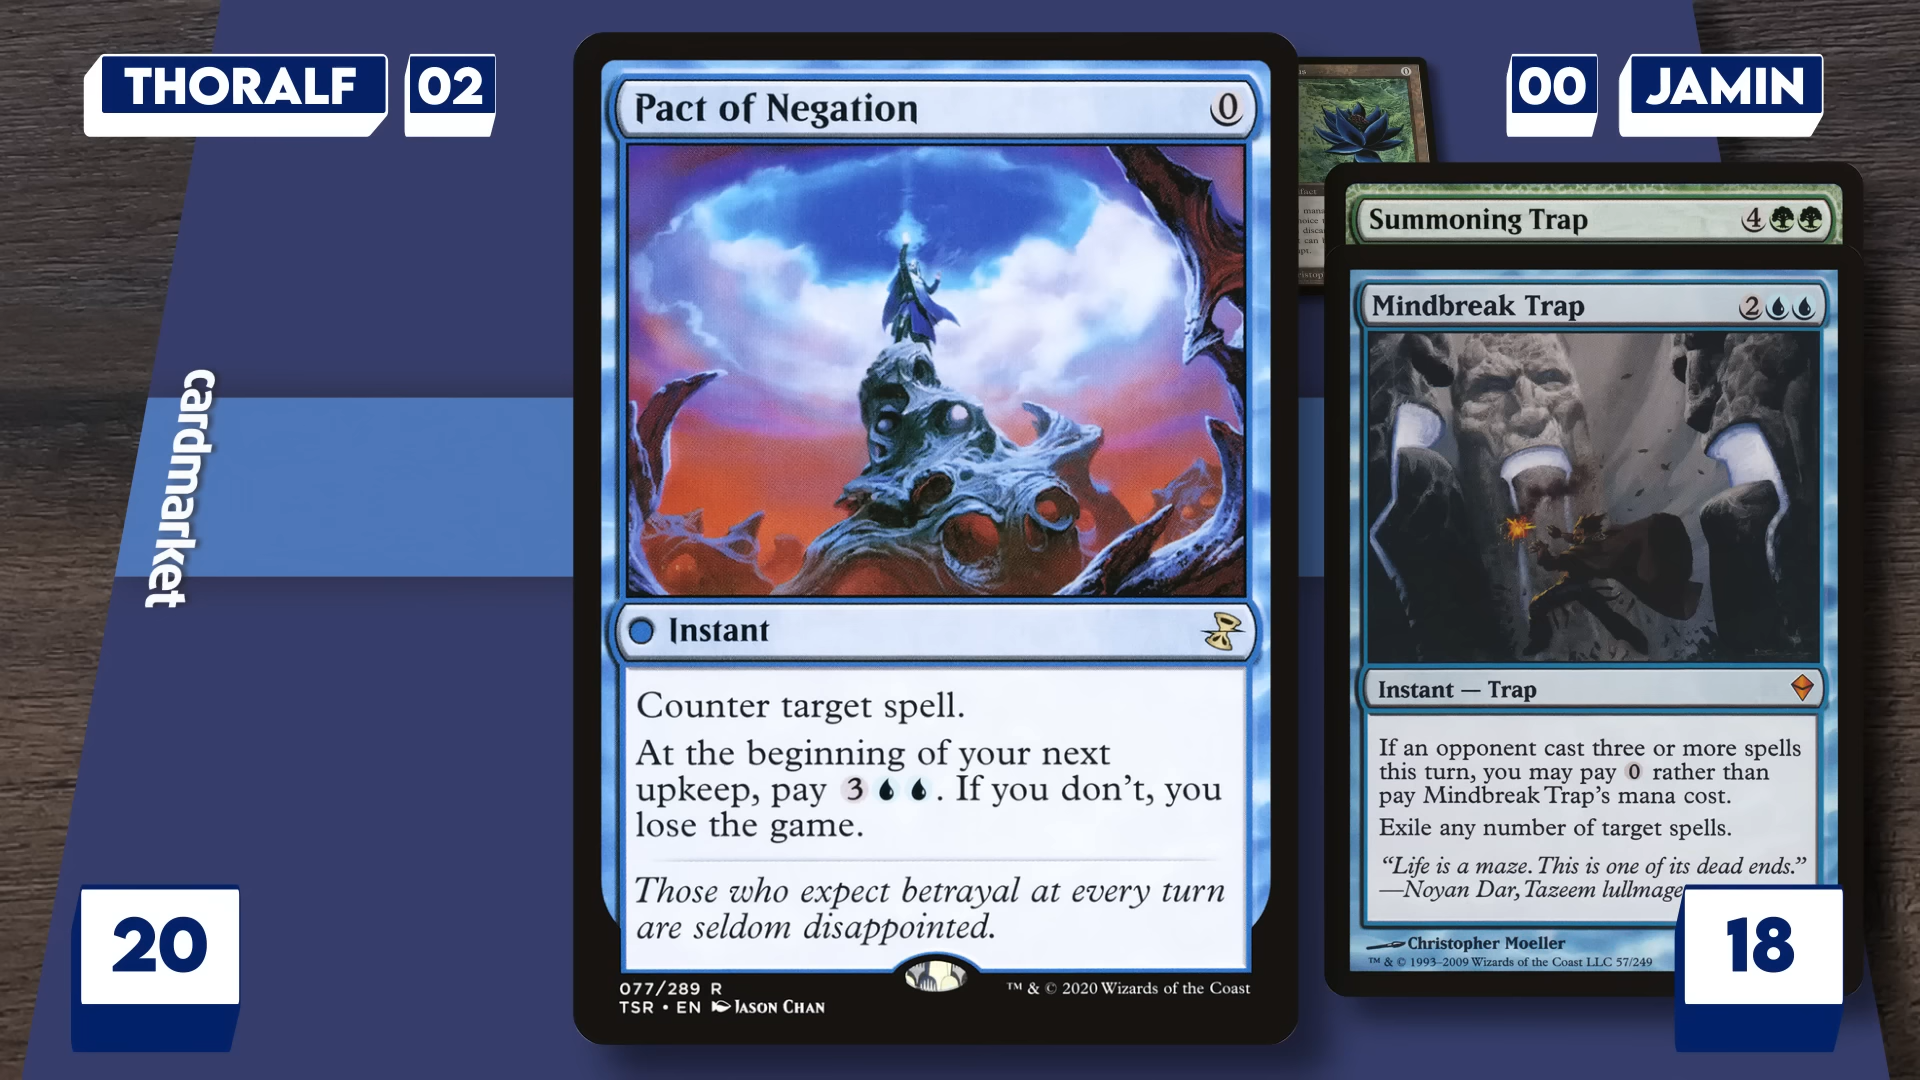 THORALF 02
00 JAMIN
cardmarket
20
18
Pact of Negation 0
Instant
Counter target spell.
At the beginning of your next
upkeep, pay 3 . If you don't, you
lose the game.
Those who expect betrayal at every turn
are seldom disappointed.
077/289 R
TSR • EN Jason Chan
™ & © 2020 Wizards of the Coast
Summoning Trap 4
Mindbreak Trap 2
Instant — Trap
If an opponent cast three or more spells
this turn, you may pay 0 rather than
pay Mindbreak Trap's mana cost.
Exile any number of target spells.
“Life is a maze. This is one of its dead ends.”
—Noyan Dar, Tazeem lullmage
Christopher Moeller
™ & © 1993–2009 Wizards of the Coast LLC 57/249